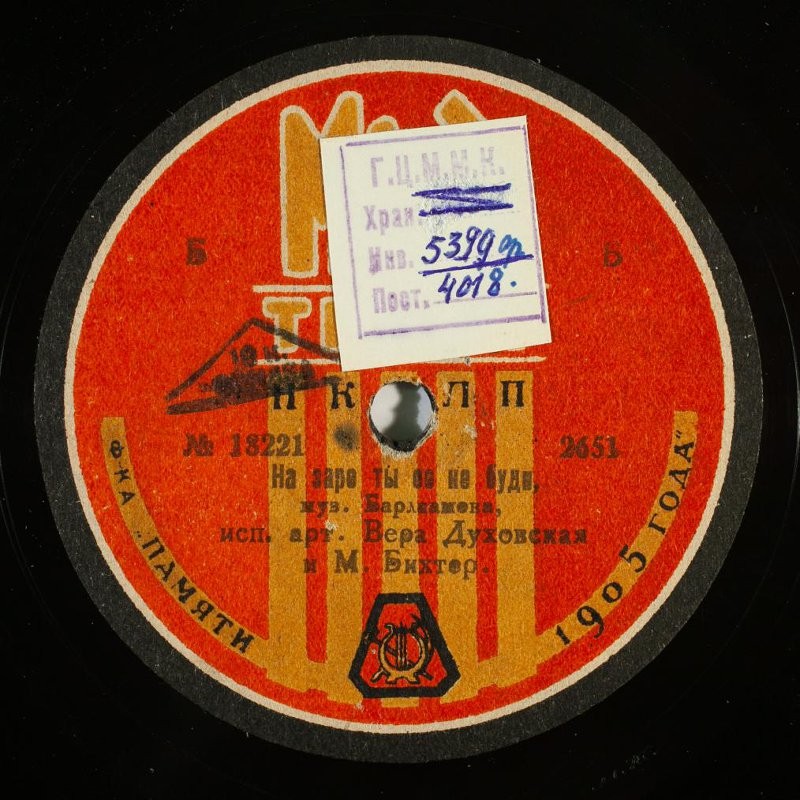 Г.Ц.М.М.К.
Хран.
Инв. 5399 ор
Пост. 4018.
Б Б
НКЛП
№ 18221 2651
На заре ты ее не буди,
муз. Варламова,
исп. арт. Вера Духовская
и М. Бихтер.
Ф-КА „ПАМЯТИ 1905 ГОДА"